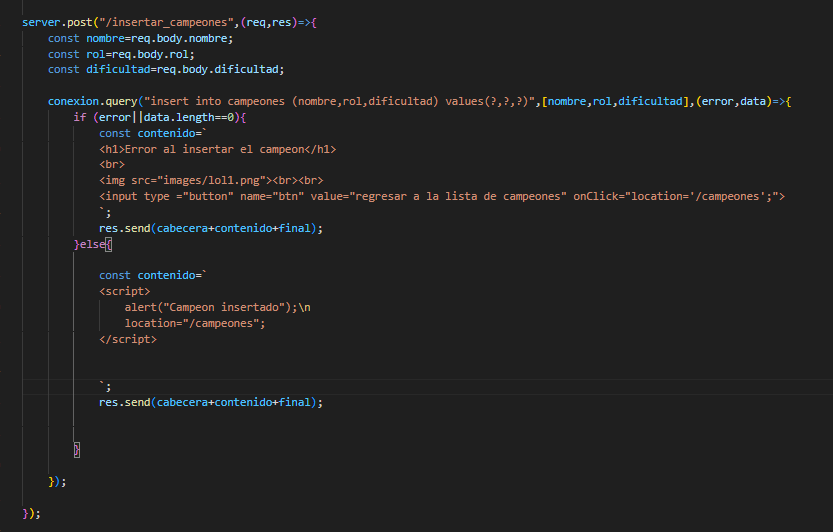 server.post("/insertar_campeones",(req,res)=>{
    const nombre=req.body.nombre;
    const rol=req.body.rol;
    const dificultad=req.body.dificultad;

    conexion.query("insert into campeones (nombre,rol,dificultad) values(?,?,?)",[nombre,rol,dificultad],(error,data)=>{
        if (error||data.length==0){
            const contenido=`
            <h1>Error al insertar el campeon</h1>
            <br>
            <img src="images/lol1.png"><br><br>
            <input type ="button" name="btn" value="regresar a la lista de campeones" onClick="location='/campeones';">
            `;
            res.send(cabecera+contenido+final);
        }else{

            const contenido=`
            <script>
                alert("Campeon insertado");\n
                location="/campeones";
            </script>


            `;
            res.send(cabecera+contenido+final);


        }

    });

});